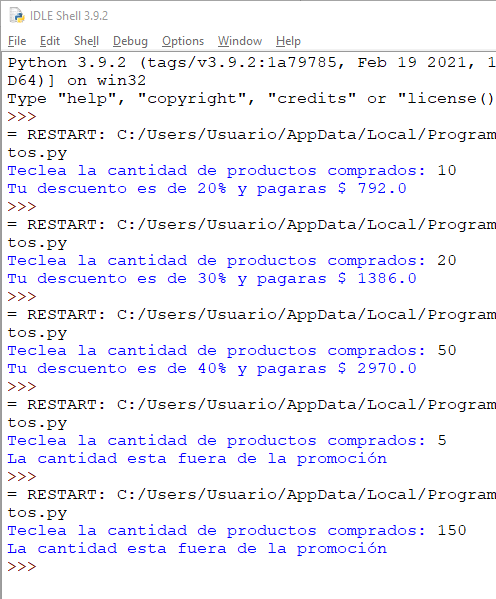 IDLE Shell 3.9.2
File Edit Shell Debug Options Window Help
Python 3.9.2 (tags/v3.9.2:1a79785, Feb 19 2021, 1
D64)] on win32
Type "help", "copyright", "credits" or "license()
>>>
= RESTART: C:/Users/Usuario/AppData/Local/Program
tos.py
Teclea la cantidad de productos comprados: 10
Tu descuento es de 20% y pagaras $ 792.0
>>>
= RESTART: C:/Users/Usuario/AppData/Local/Program
tos.py
Teclea la cantidad de productos comprados: 20
Tu descuento es de 30% y pagaras $ 1386.0
>>>
= RESTART: C:/Users/Usuario/AppData/Local/Program
tos.py
Teclea la cantidad de productos comprados: 50
Tu descuento es de 40% y pagaras $ 2970.0
>>>
= RESTART: C:/Users/Usuario/AppData/Local/Program
tos.py
Teclea la cantidad de productos comprados: 5
La cantidad esta fuera de la promoción
>>>
= RESTART: C:/Users/Usuario/AppData/Local/Program
tos.py
Teclea la cantidad de productos comprados: 150
La cantidad esta fuera de la promoción
>>>